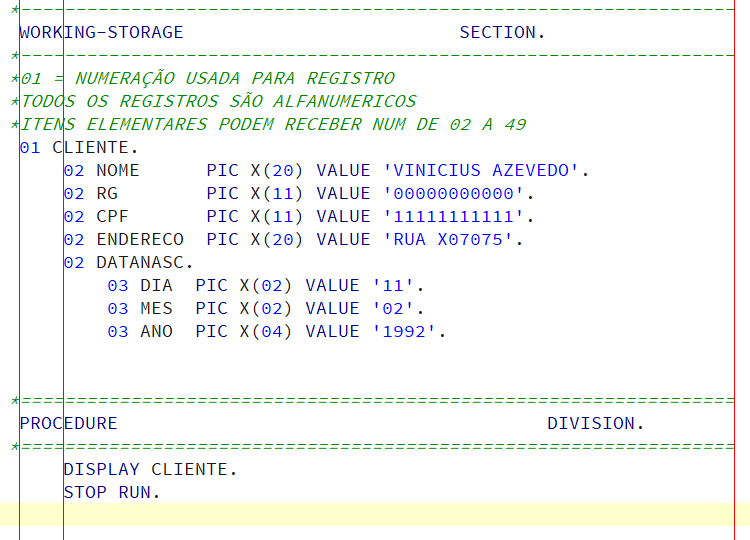 *-----------------------------------------------------------------
WORKING-STORAGE                         SECTION.
*-----------------------------------------------------------------
*01 = NUMERAÇÃO USADA PARA REGISTRO
*TODOS OS REGISTROS SÃO ALFANUMERICOS
*ITENS ELEMENTARES PODEM RECEBER NUM DE 02 A 49
01 CLIENTE.
    02 NOME      PIC X(20) VALUE 'VINICIUS AZEVEDO'.
    02 RG        PIC X(11) VALUE '00000000000'.
    02 CPF       PIC X(11) VALUE '11111111111'.
    02 ENDERECO  PIC X(20) VALUE 'RUA X07075'.
    02 DATANASC.
        03 DIA  PIC X(02) VALUE '11'.
        03 MES  PIC X(02) VALUE '02'.
        03 ANO  PIC X(04) VALUE '1992'.
*=================================================================
PROCEDURE                                       DIVISION.
*=================================================================
    DISPLAY CLIENTE.
    STOP RUN.